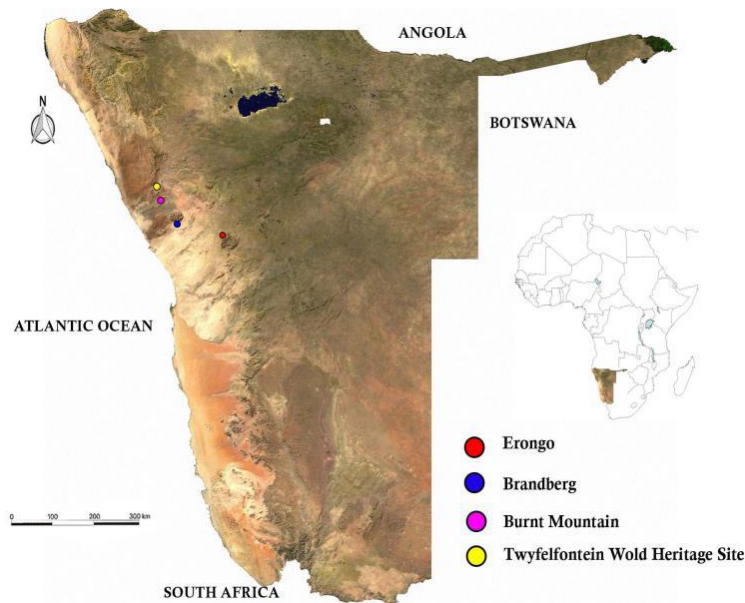 ANGOLA
N
BOTSWANA
ATLANTIC OCEAN
Erongo
Brandberg
0 100 200 300 km
Burnt Mountain
Twyfelfontein Wold Heritage Site
SOUTH AFRICA